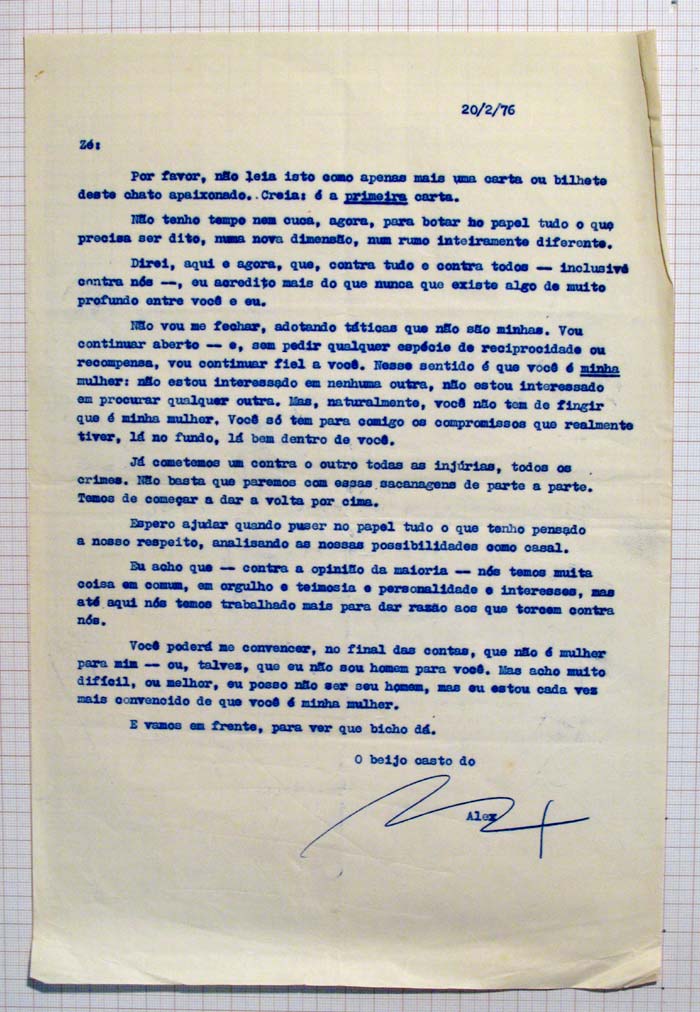 20/2/76
Zé:
Por favor, não leia isto como apenas mais uma carta ou bilhete
deste chato apaixonado. Creia: é a primeira carta.
Não tenho tempo nem cuca, agora, para botar no papel tudo o que
precisa ser dito, numa nova dimensão, num rumo inteiramente diferente.
Direi, aqui e agora, que, contra tudo e contra todos -- inclusive
contra nós --, eu acredito mais do que nunca que existe algo de muito
profundo entre você e eu.
Não vou me fechar, adotando táticas que não são minhas. Vou
continuar aberto -- e, sem pedir qualquer espécie de reciprocidade ou
recompensa, vou continuar fiel a você. Nesse sentido é que você é minha
mulher: não estou interessado em nenhuma outra, não estou interessado
em procurar qualquer outra. Mas, naturalmente, você não tem de fingir
que é minha mulher. Você só tem para comigo os compromissos que realmente
tiver, lá no fundo, lá bem dentro de você.
Já cometemos um contra o outro todas as injúrias, todos os
crimes. Não basta que paremos com essas sacanagens de parte a parte.
Temos de começar a dar a volta por cima.
Espero ajudar quando puser no papel tudo o que tenho pensado
a nosso respeito, analisando as nossas possibilidades como casal.
Eu acho que -- contra a opinião da maioria -- nós temos muita
coisa em comum, em orgulho e teimosia e personalidade e interesses, mas
até aqui nós temos trabalhado mais para dar razão aos que torcem contra
nós.
Você poderá me convencer, no final das contas, que não é mulher
para mim -- ou, talvez, que eu não sou homem para você. Mas acho muito
difícil, ou melhor, eu posso não ser seu homem, mas eu estou cada vez
mais convencido de que você é minha mulher.
E vamos em frente, para ver que bicho dá.
O beijo casto do
Alex